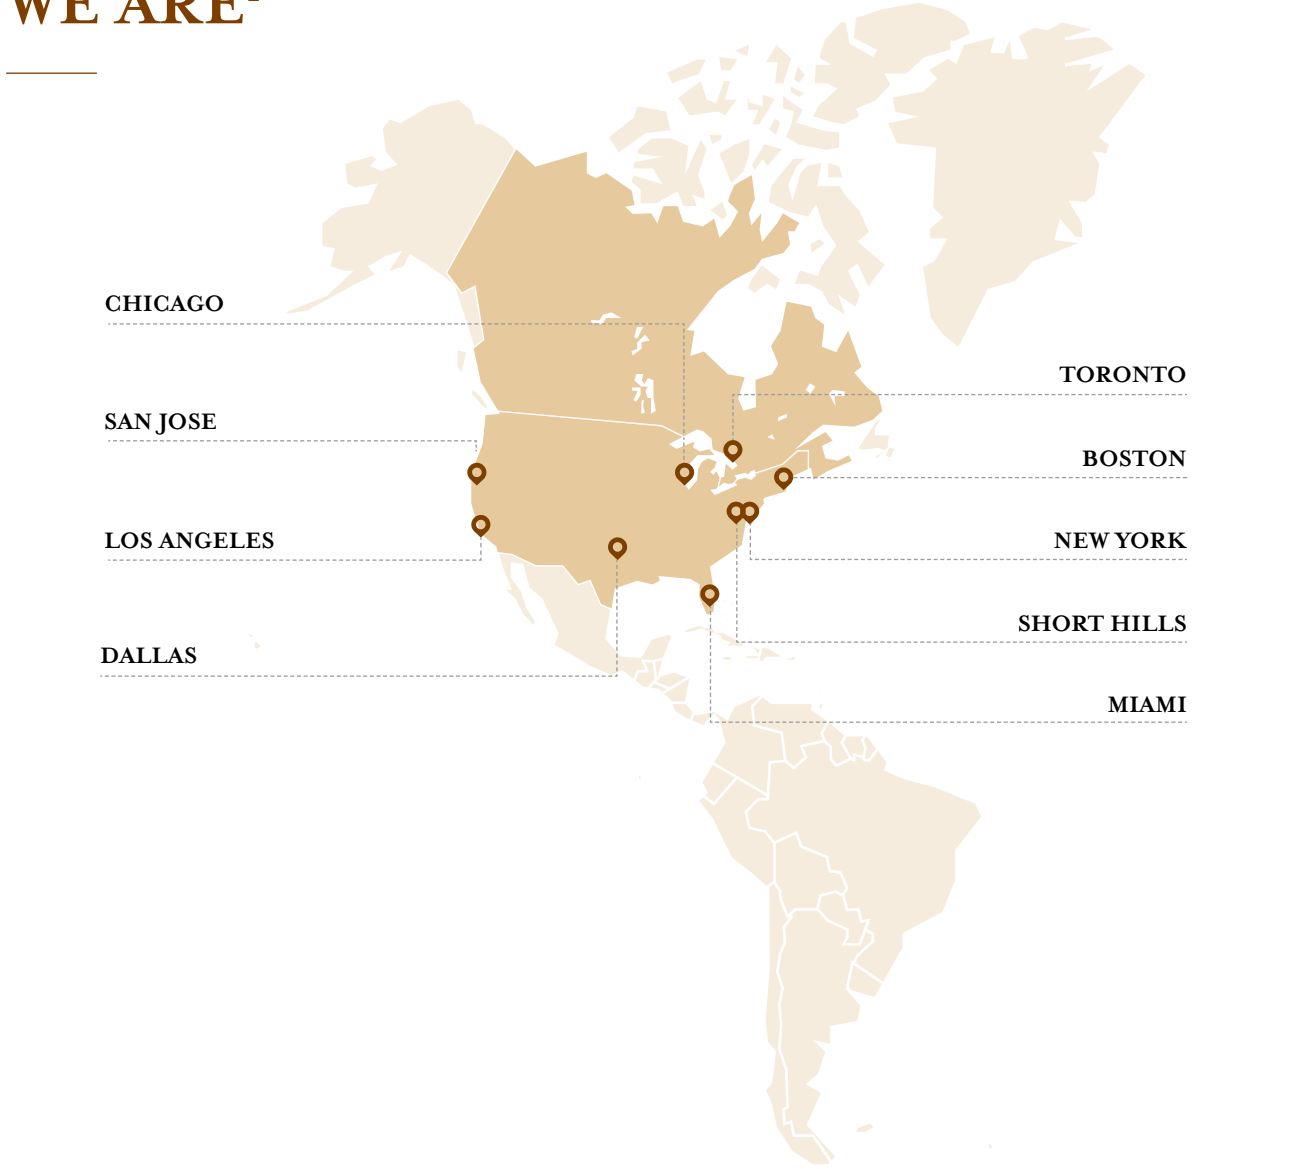 WE ARE
CHICAGO
SAN JOSE
LOS ANGELES
DALLAS
TORONTO
BOSTON
NEW YORK
SHORT HILLS
MIAMI